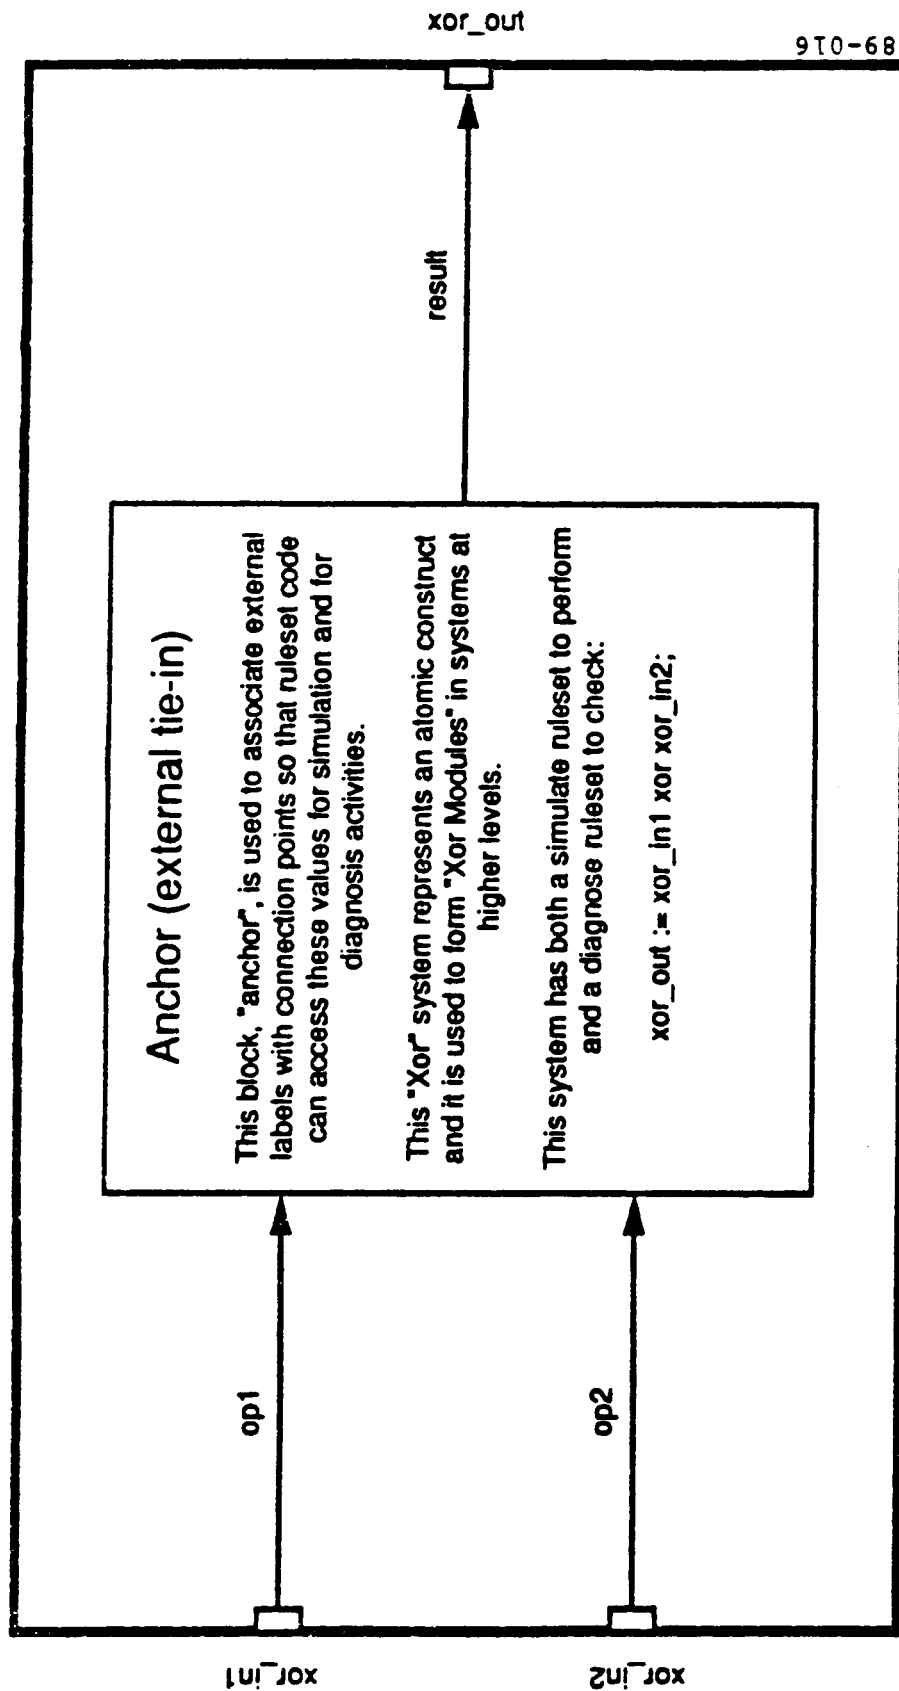 xor_in1
xor_in2
op1
op2
Anchor (external tie-in)
This block, "anchor", is used to associate external
labels with connection points so that ruleset code
can access these values for simulation and for
diagnosis activities.
This "Xor" system represents an atomic construct
and it is used to form "Xor Modules" in systems at
higher levels.
This system has both a simulate ruleset to perform
and a diagnose ruleset to check:
xor_out := xor_in1 xor xor_in2;
result
xor_out
89-016